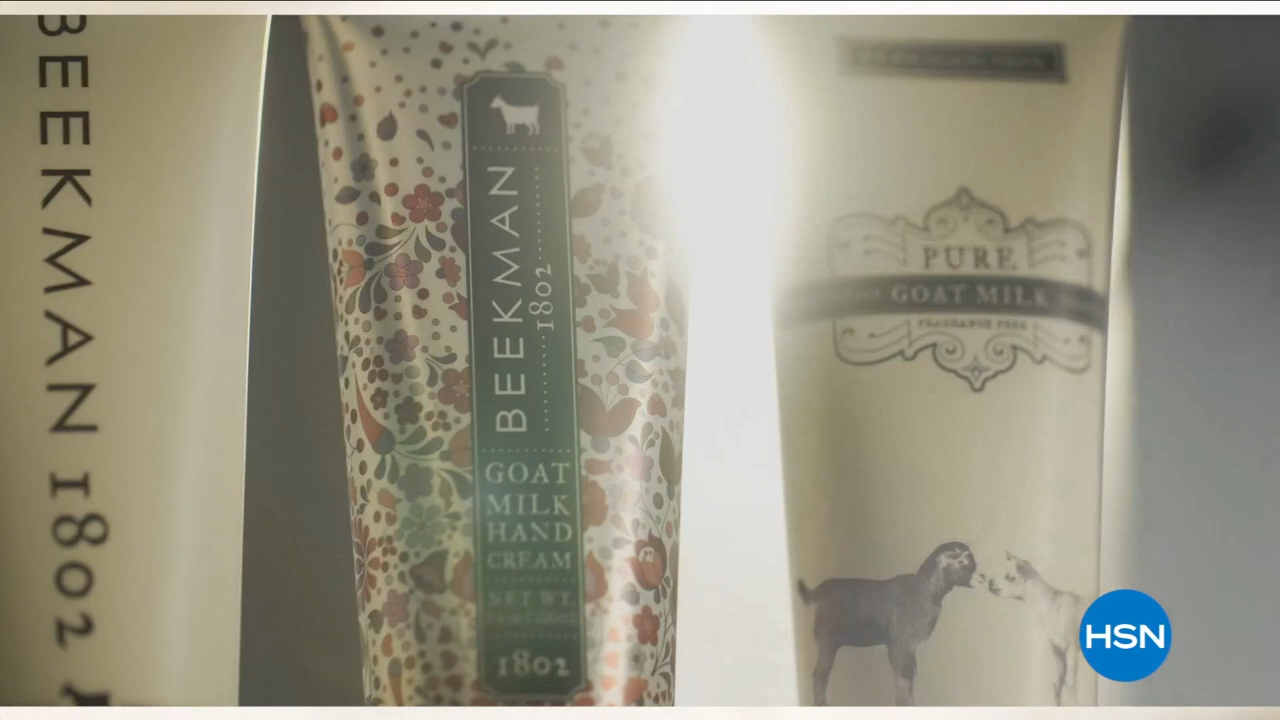 BEEKMAN 1802
BEEKMAN
1802
GOAT
MILK
HAND
CREAM
NET WT.
1802
PURE
GOAT MILK
FRAGRANCE FREE
HSN